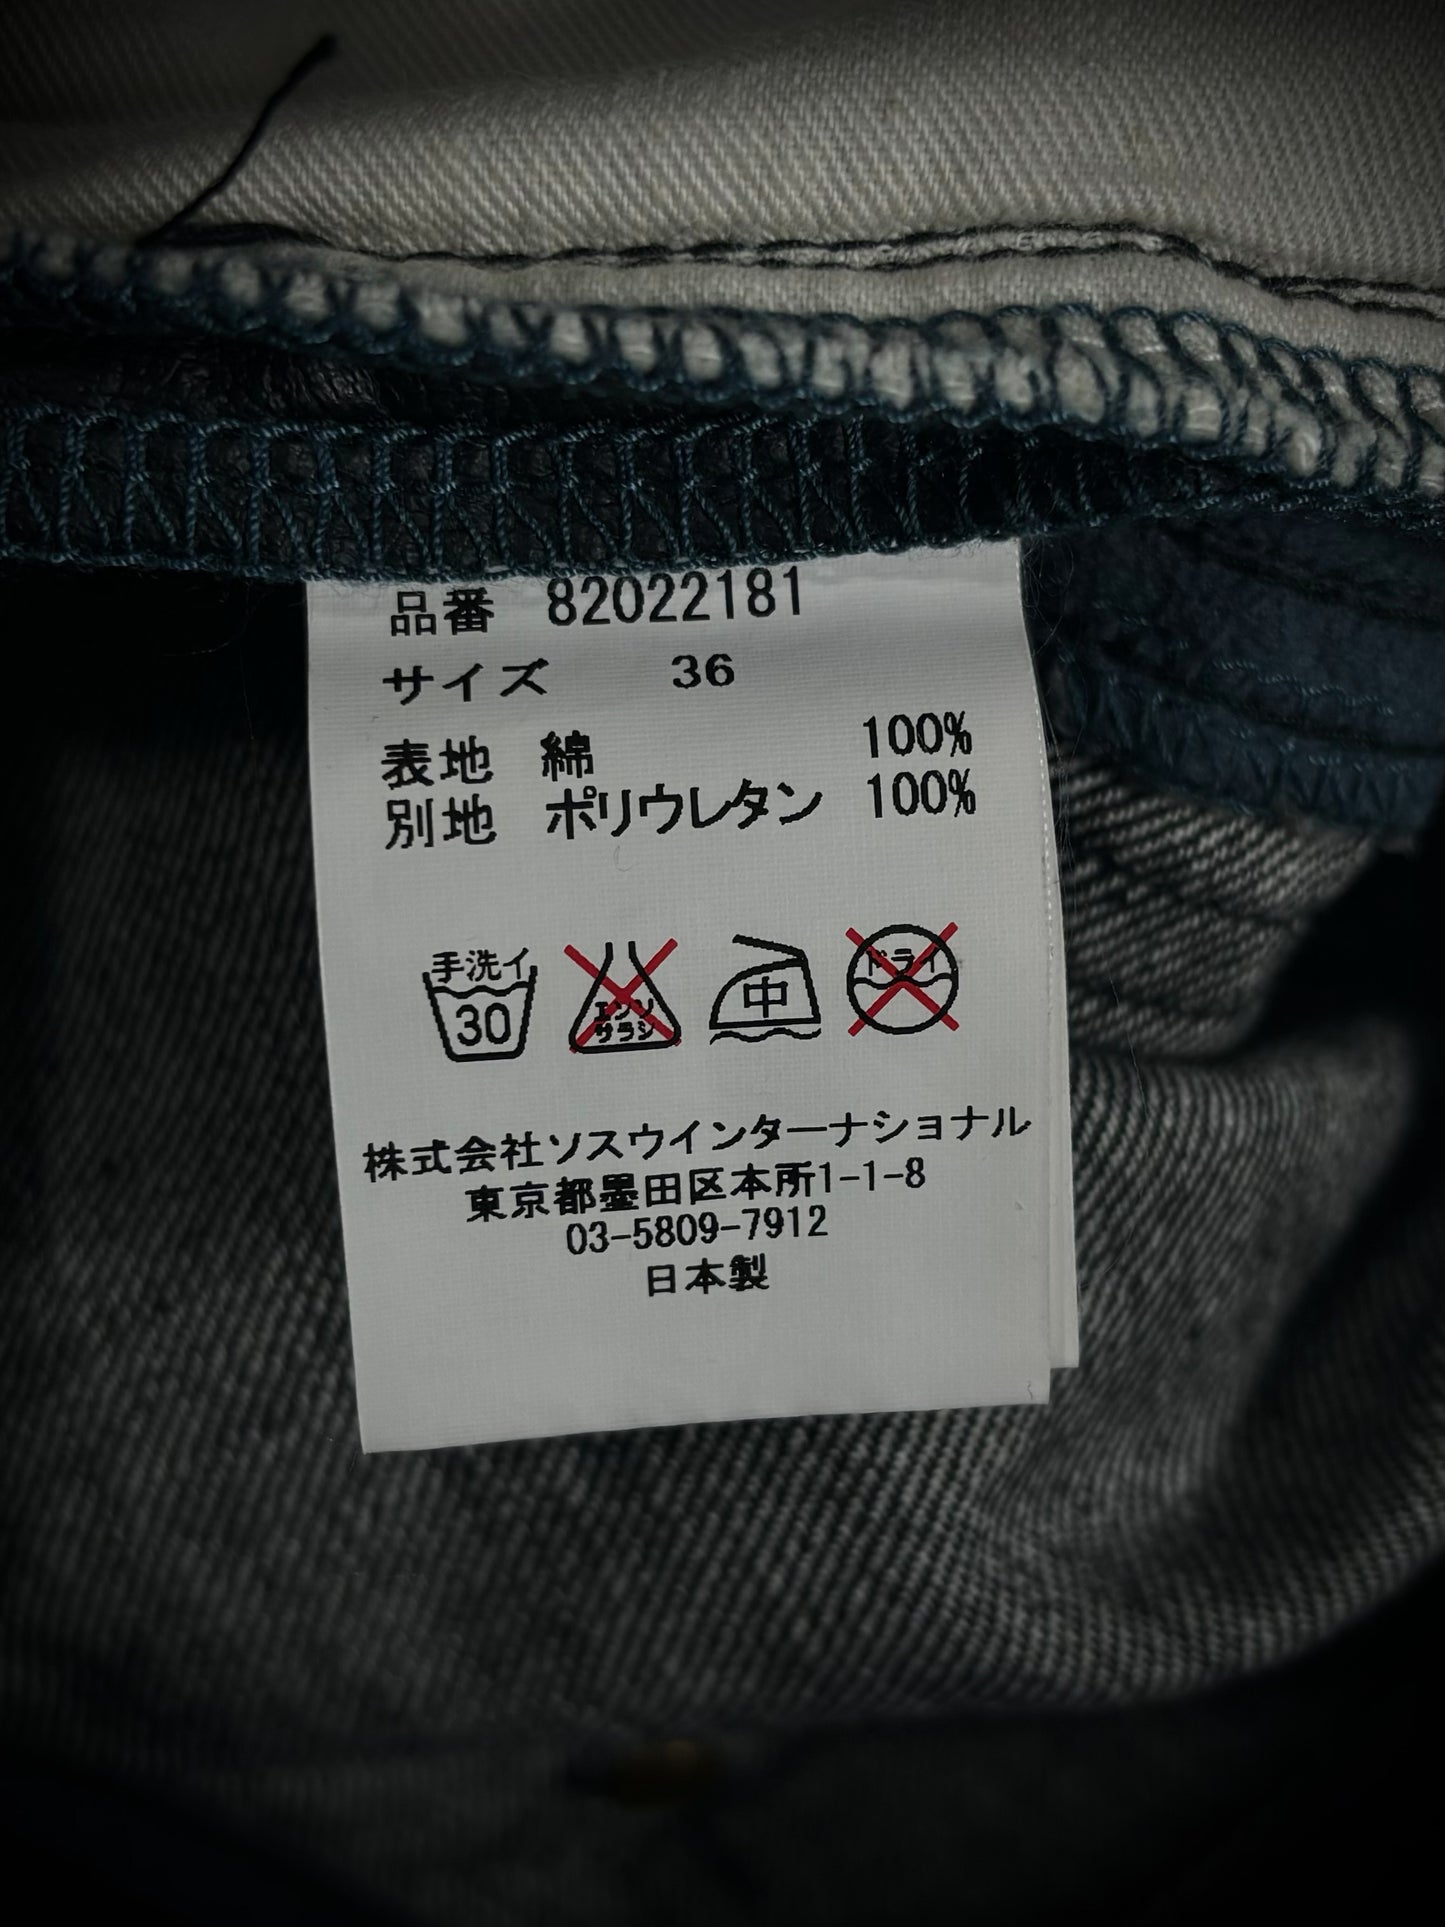 品番 82022181
サイズ 36
表地 綿 100%
別地 ポリウレタン 100%
手洗イ
30
エンソ
サラシ
中
ドライ
株式会社ソスウインターナショナル
東京都墨田区本所1-1-8
03-5809-7912
日本製